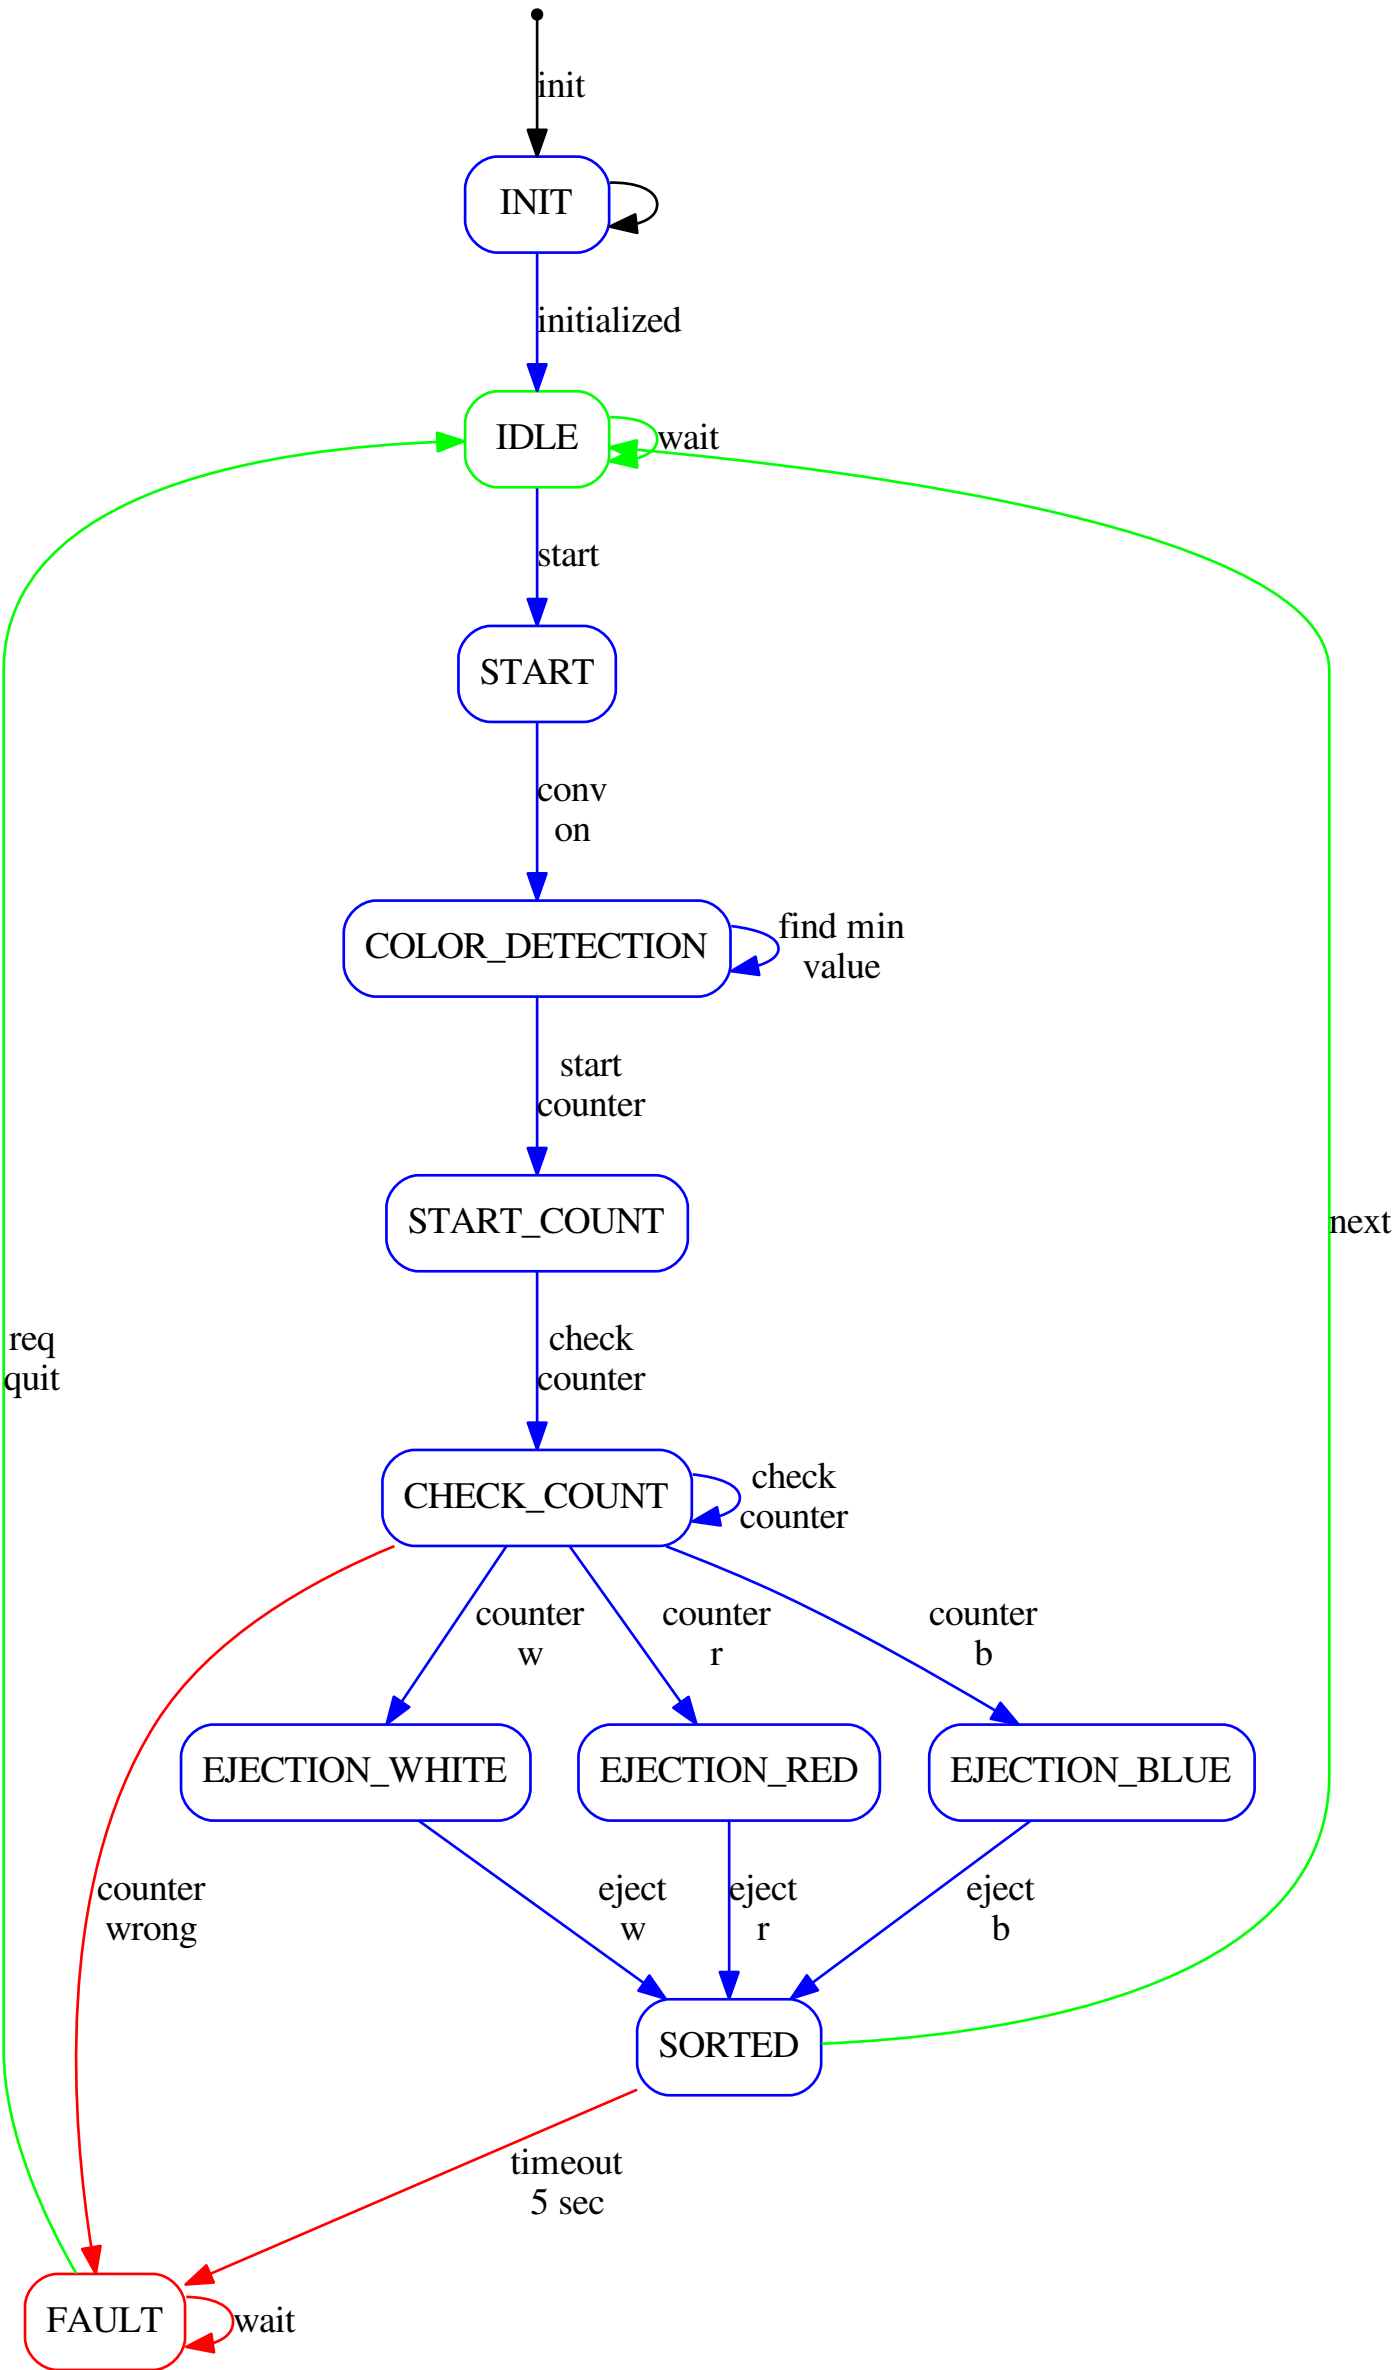 init
INIT
initialized
IDLE
wait
start
START
conv
on
COLOR_DETECTION
find min
value
start
counter
START_COUNT
next
req
quit
check
counter
CHECK_COUNT
check
counter
counter
w
counter
r
counter
b
EJECTION_WHITE
EJECTION_RED
EJECTION_BLUE
counter
wrong
eject
w
eject
r
eject
b
SORTED
timeout
5 sec
FAULT
wait